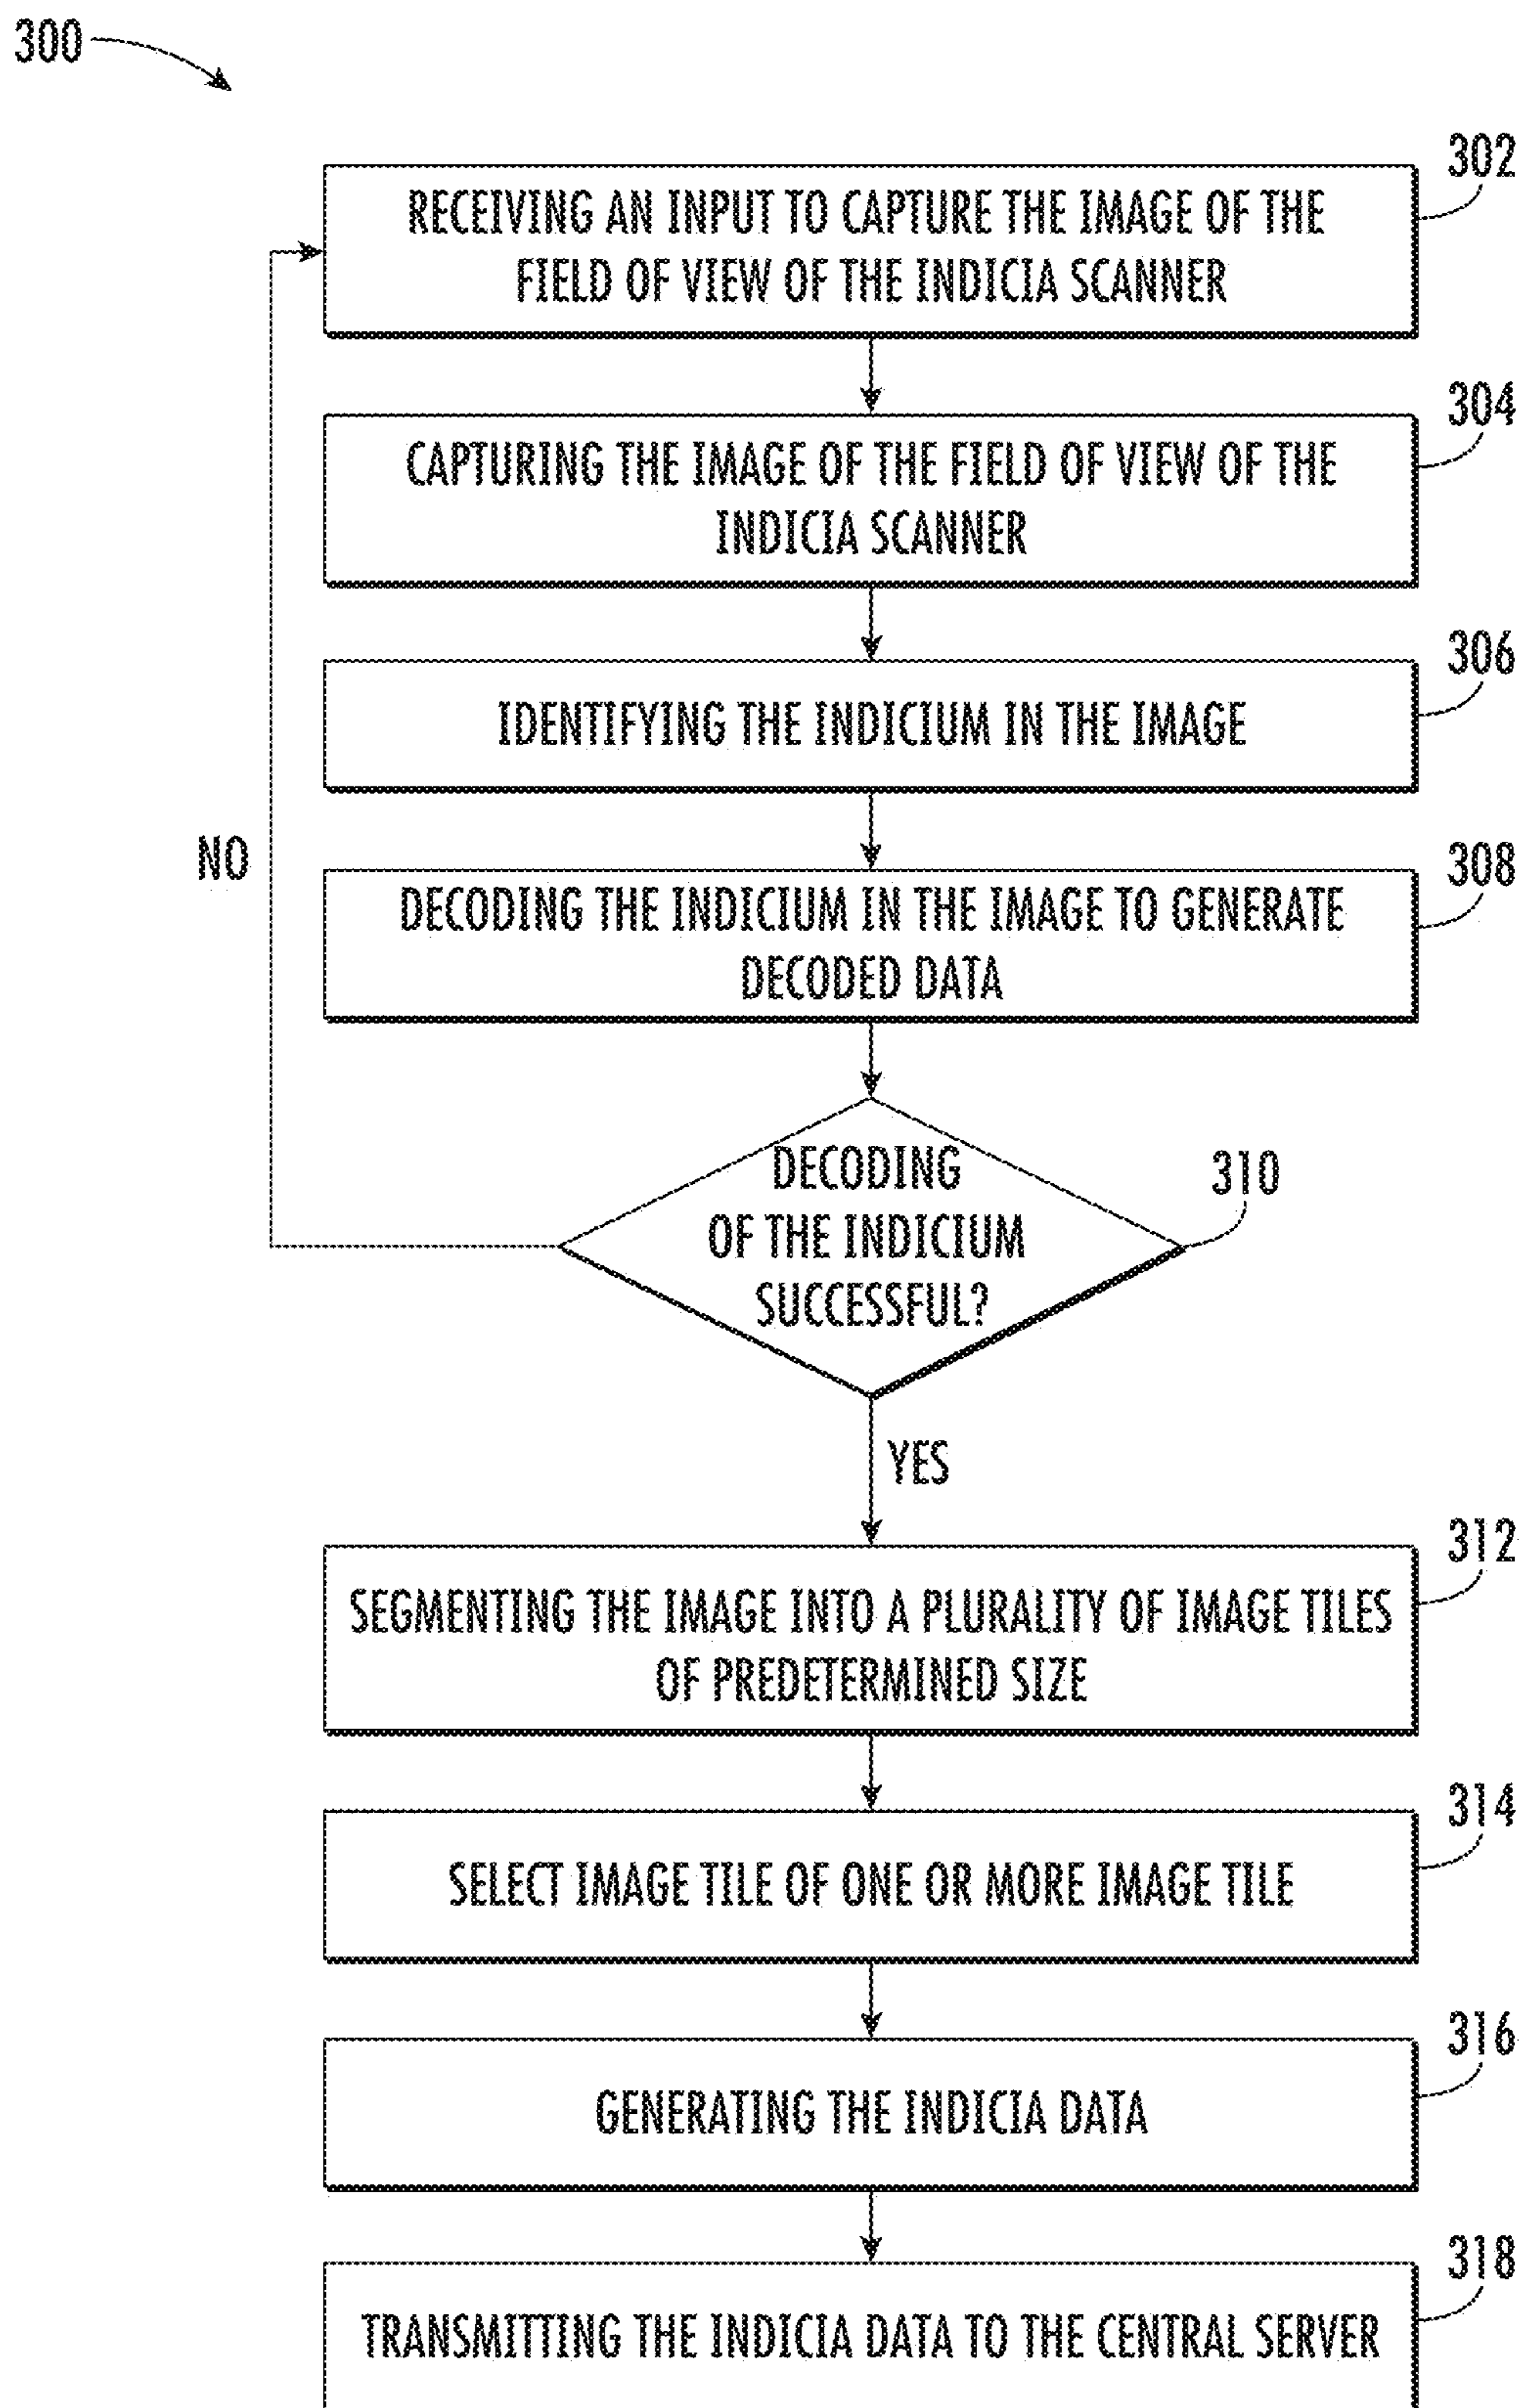 300
302
RECEIVING AN INPUT TO CAPTURE THE IMAGE OF THE
FIELD OF VIEW OF THE INDICIA SCANNER
304
CAPTURING THE IMAGE OF THE FIELD OF VIEW OF THE
INDICIA SCANNER
306
IDENTIFYING THE INDICIUM IN THE IMAGE
NO
308
DECODING THE INDICIUM IN THE IMAGE TO GENERATE
DECODED DATA
310
DECODING
OF THE INDICIUM
SUCCESSFUL?
YES
312
SEGMENTING THE IMAGE INTO A PLURALITY OF IMAGE TILES
OF PREDETERMINED SIZE
314
SELECT IMAGE TILE OF ONE OR MORE IMAGE TILE
316
GENERATING THE INDICIA DATA
318
TRANSMITTING THE INDICIA DATA TO THE CENTRAL SERVER